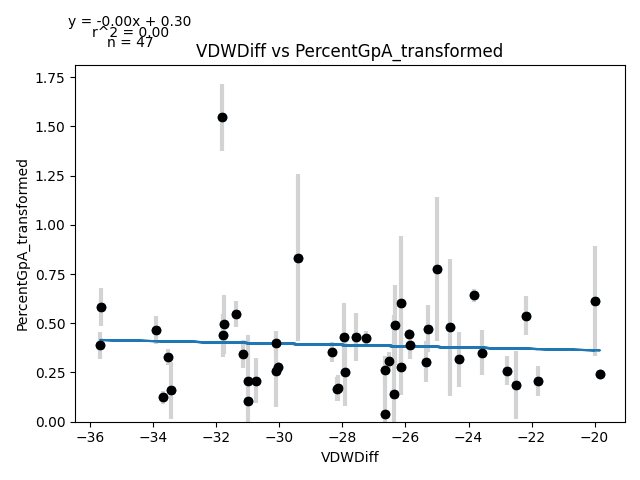 y = -0.00x + 0.30
r^2 = 0.00
n = 47
VDWDiff vs PercentGpA_transformed
1.75
1.50
1.25
1.00
0.75
0.50
0.25
0.00
PercentGpA_transformed
−36 −34 −32 −30 −28 −26 −24 −22 −20
VDWDiff